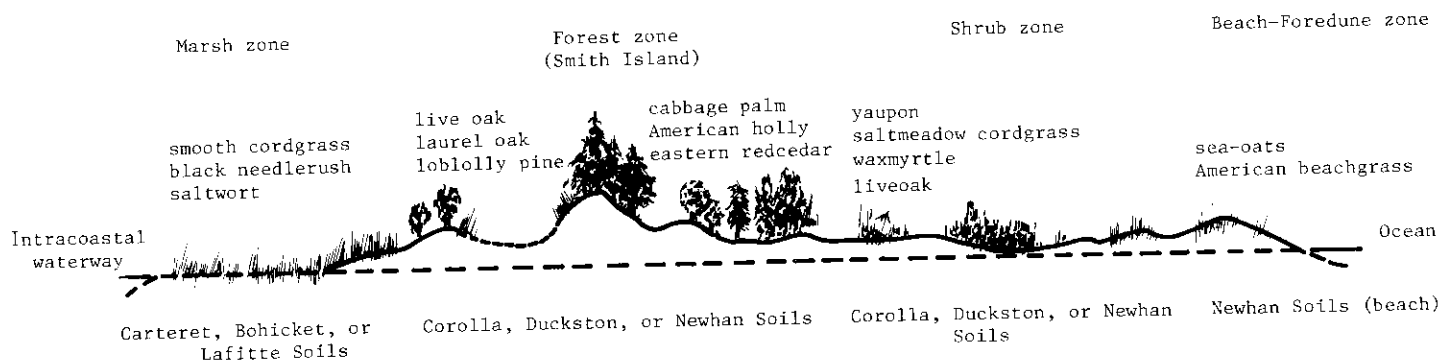 Marsh zone
Forest zone
(Smith Island)
Shrub zone
Beach-Foredune zone
smooth cordgrass
black needlerush
saltwort
live oak
laurel oak
loblolly pine
cabbage palm
American holly
eastern redcedar
yaupon
saltmeadow cordgrass
waxmyrtle
liveoak
sea-oats
American beachgrass
Intracoastal
waterway
Ocean
Carteret, Bohicket, or
Lafitte Soils
Corolla, Duckston, or Newhan Soils
Corolla, Duckston, or Newhan
Soils
Newhan Soils (beach)